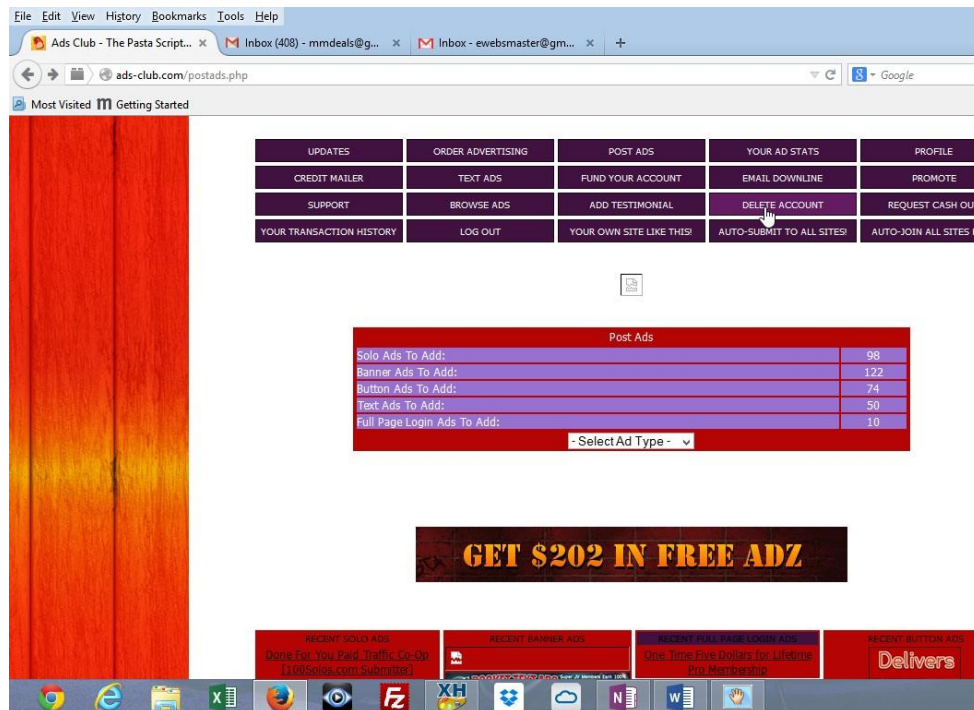 File Edit View History Bookmarks Tools Help
Ads Club - The Pasta Script... × Inbox (408) - mmdeals@g... × Inbox - ewebsmaster@gm... × +
ads-club.com/postads.php Google
Most Visited Getting Started
UPDATES ORDER ADVERTISING POST ADS YOUR AD STATS PROFILE
CREDIT MAILER TEXT ADS FUND YOUR ACCOUNT EMAIL DOWNLINE PROMOTE
SUPPORT BROWSE ADS ADD TESTIMONIAL DELETE ACCOUNT REQUEST CASH OU
YOUR TRANSACTION HISTORY LOG OUT YOUR OWN SITE LIKE THIS! AUTO-SUBMIT TO ALL SITES! AUTO-JOIN ALL SITES
Post Ads
Solo Ads To Add: 98
Banner Ads To Add: 122
Button Ads To Add: 74
Text Ads To Add: 50
Full Page Login Ads To Add: 10
- Select Ad Type -
GET $202 IN FREE ADZ
RECENT SOLO ADS RECENT BANNER ADS RECENT FULL PAGE LOGIN ADS RECENT BUTTON ADS
Done For You Paid Traffic Co-Op One Time Five Dollars for Lifetime Delivers
[100Solos.com Submitter] Pro Membership